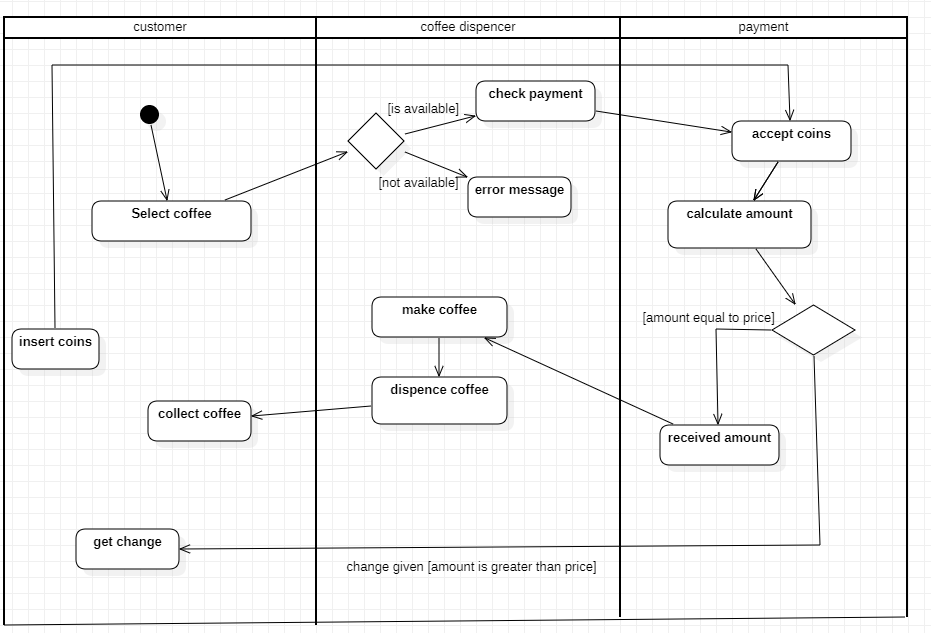 customer
coffee dispencer
payment
[is available]
check payment
accept coins
[not available]
error message
Select coffee
calculate amount
make coffee
[amount equal to price]
insert coins
dispence coffee
collect coffee
received amount
get change
change given [amount is greater than price]